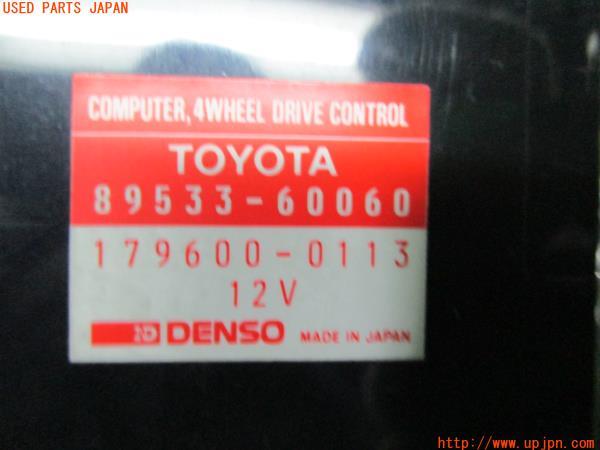 USED PARTS JAPAN
COMPUTER, 4WHEEL DRIVE CONTROL
TOYOTA
89533-60060
179600-0113
12V
ND DENSO MADE IN JAPAN
http://www.upjpn.com/